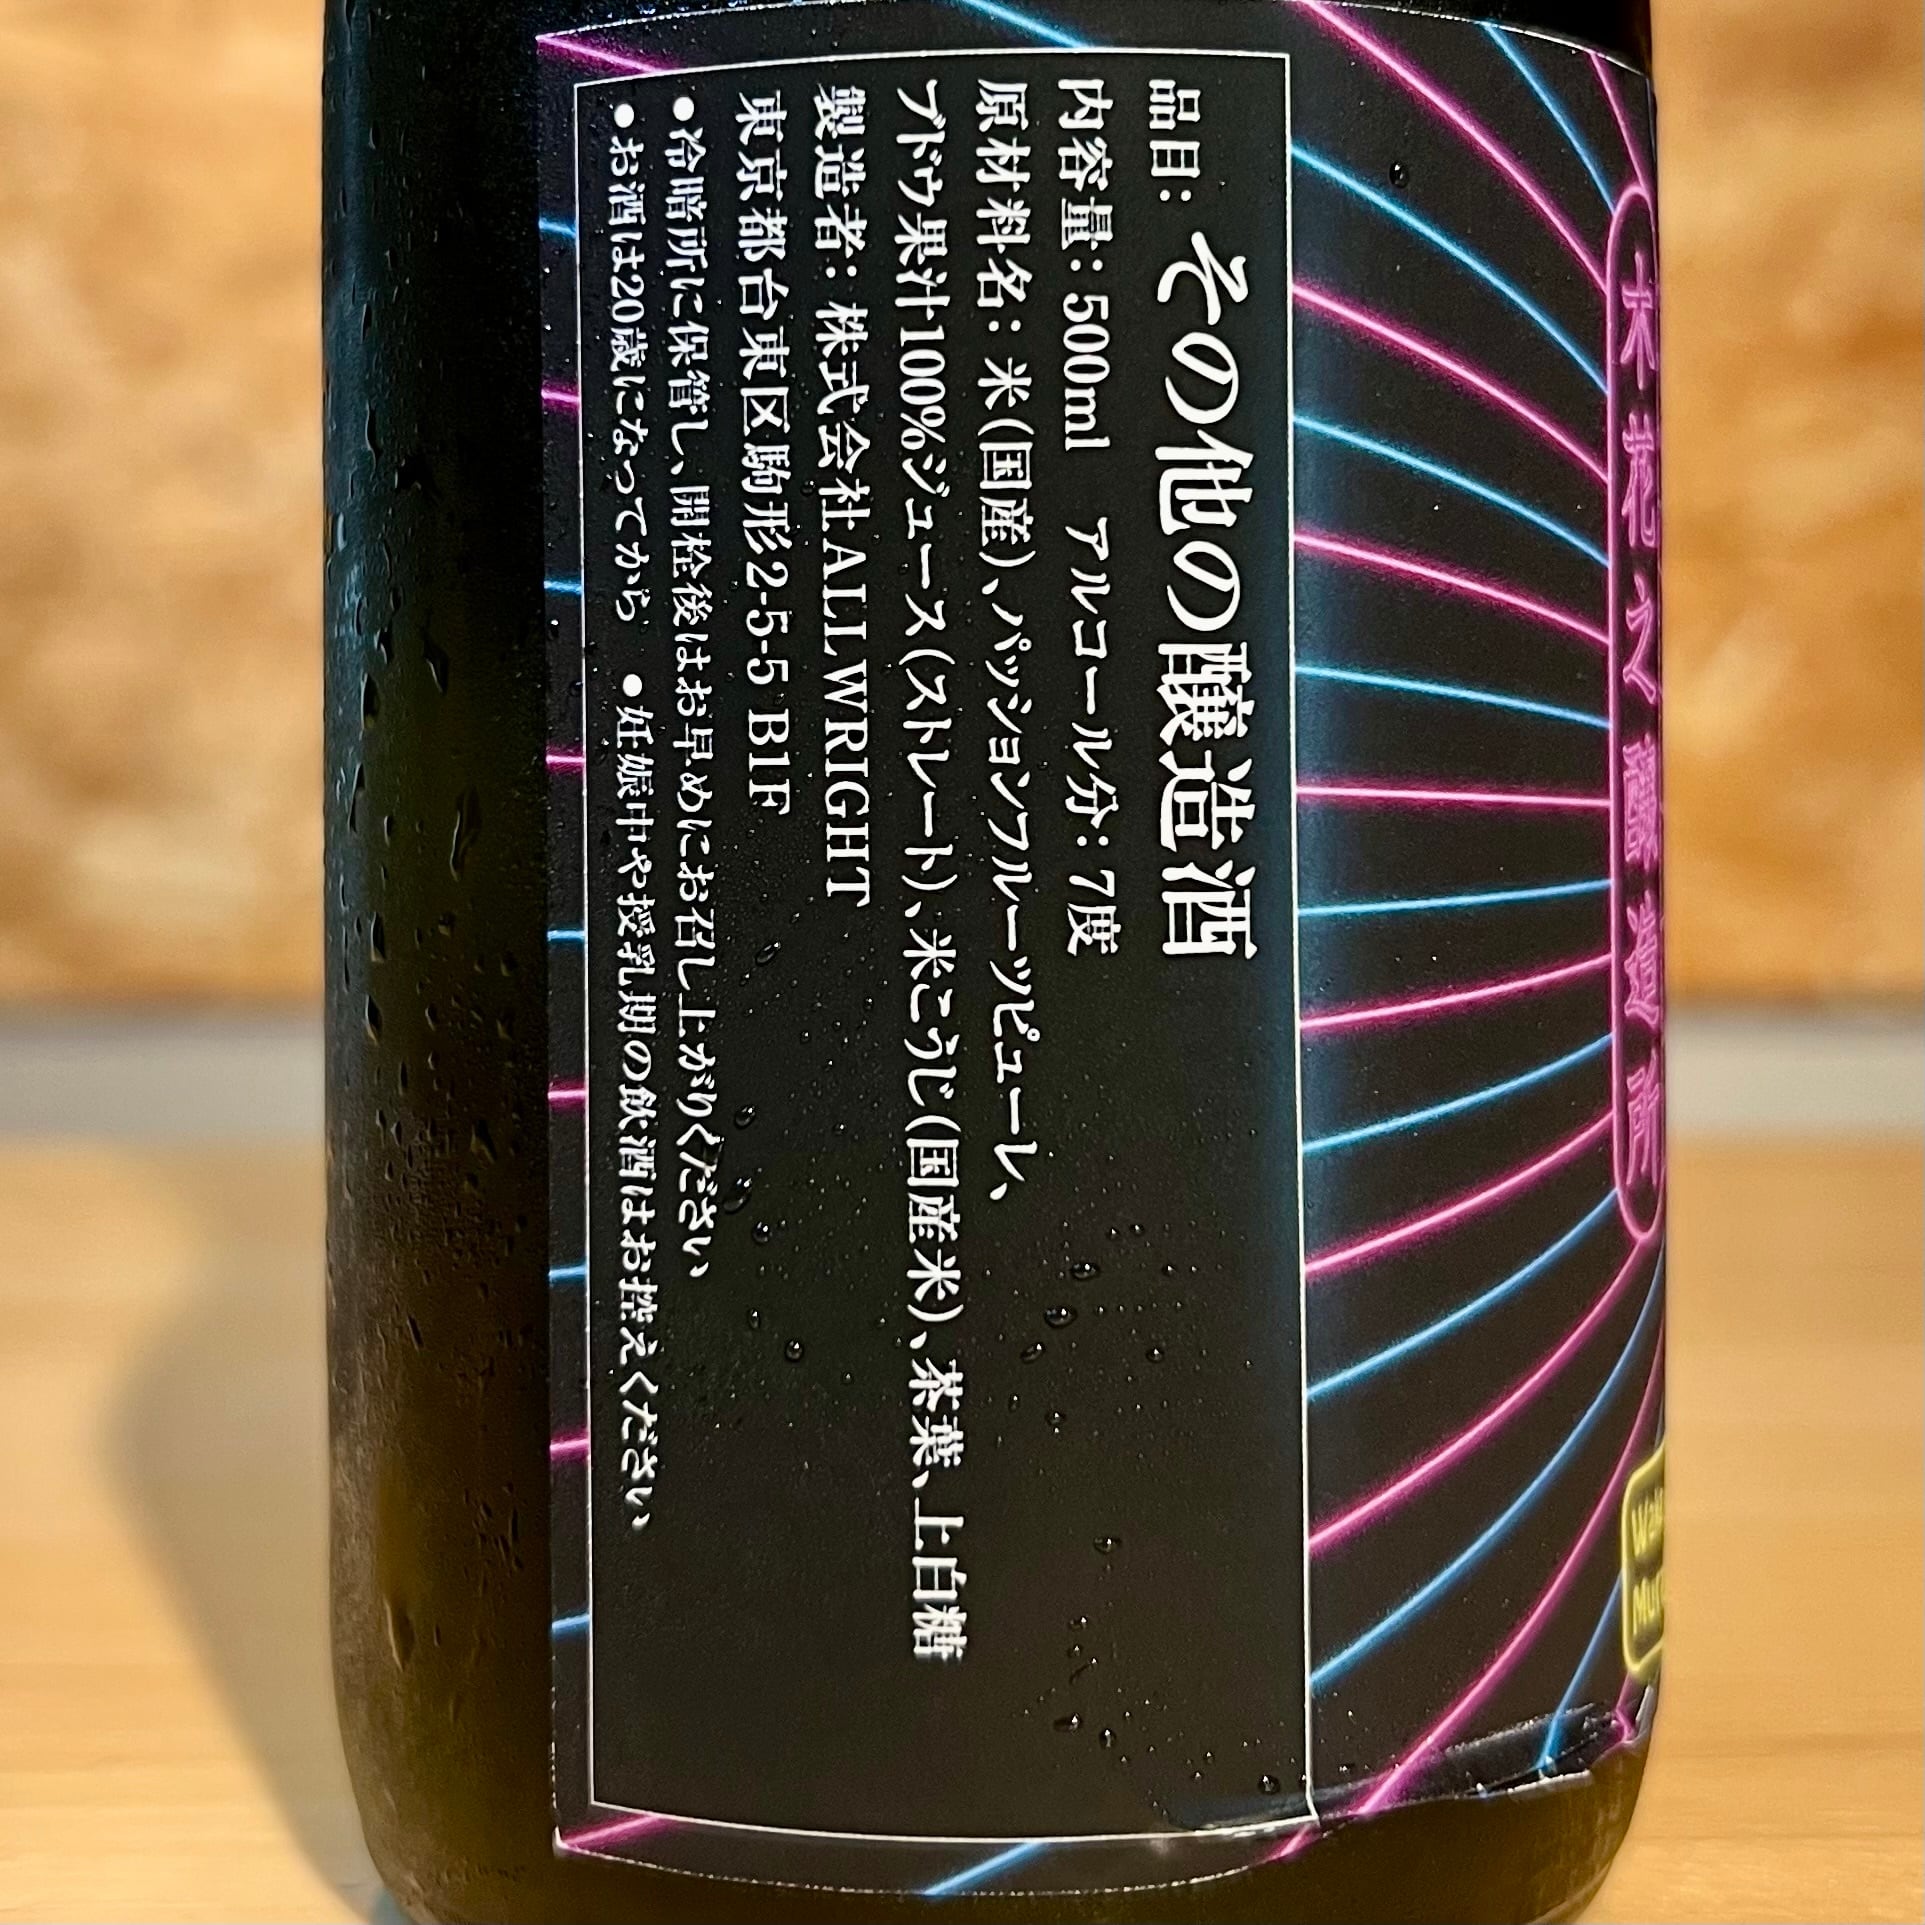 品目: その他の醸造酒
内容量: 500ml　アルコール分: 7度
原材料名: 米(国産)、パッションフルーツピューレ、
ブドウ果汁100%ジュース(ストレート)、米こうじ(国産米)、茶葉、上白糖
製造者: 株式会社ALL WRIGHT
東京都台東区駒形2-5-5 B1F
●冷暗所に保管し、開栓後はお早めにお召し上がりください
●お酒は20歳になってから　●妊娠中や授乳期の飲酒はお控えください
木花之醸造所